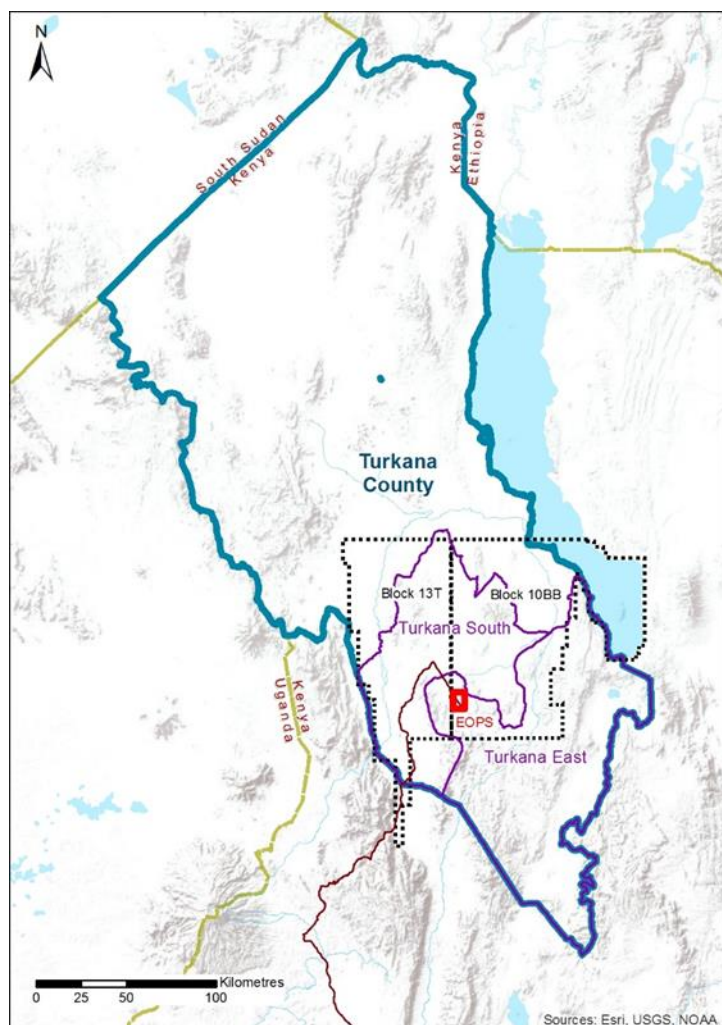 N
South Sudan
Kenya
Kenya
Ethiopia
Turkana
County
Block 13T
Block 10BB
Turkana South
Kenya
Uganda
EOPS
Turkana East
Kilometres
0 25 50 100
Sources: Esri, USGS, NOAA